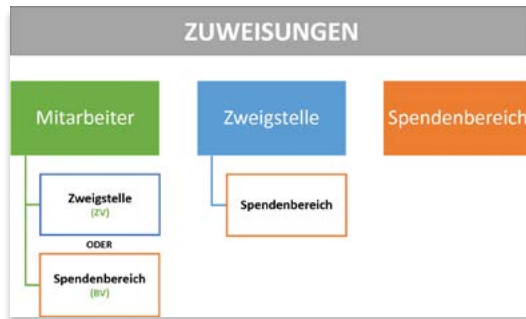 ZUWEISUNGEN
Mitarbeiter
Zweigstelle
(ZV)
ODER
Spendenbereich
(BV)
Zweigstelle
Spendenbereich
Spendenbereich